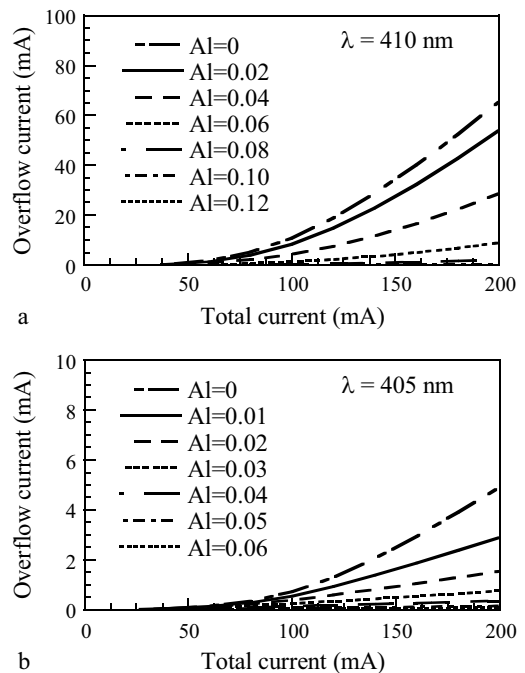 100
80
60
40
20
0
Overflow current (mA)
Al=0
Al=0.02
Al=0.04
Al=0.06
Al=0.08
Al=0.10
Al=0.12
λ = 410 nm
0 50 100 150 200
Total current (mA)
a
10
8
6
4
2
0
Overflow current (mA)
Al=0
Al=0.01
Al=0.02
Al=0.03
Al=0.04
Al=0.05
Al=0.06
λ = 405 nm
0 50 100 150 200
Total current (mA)
b